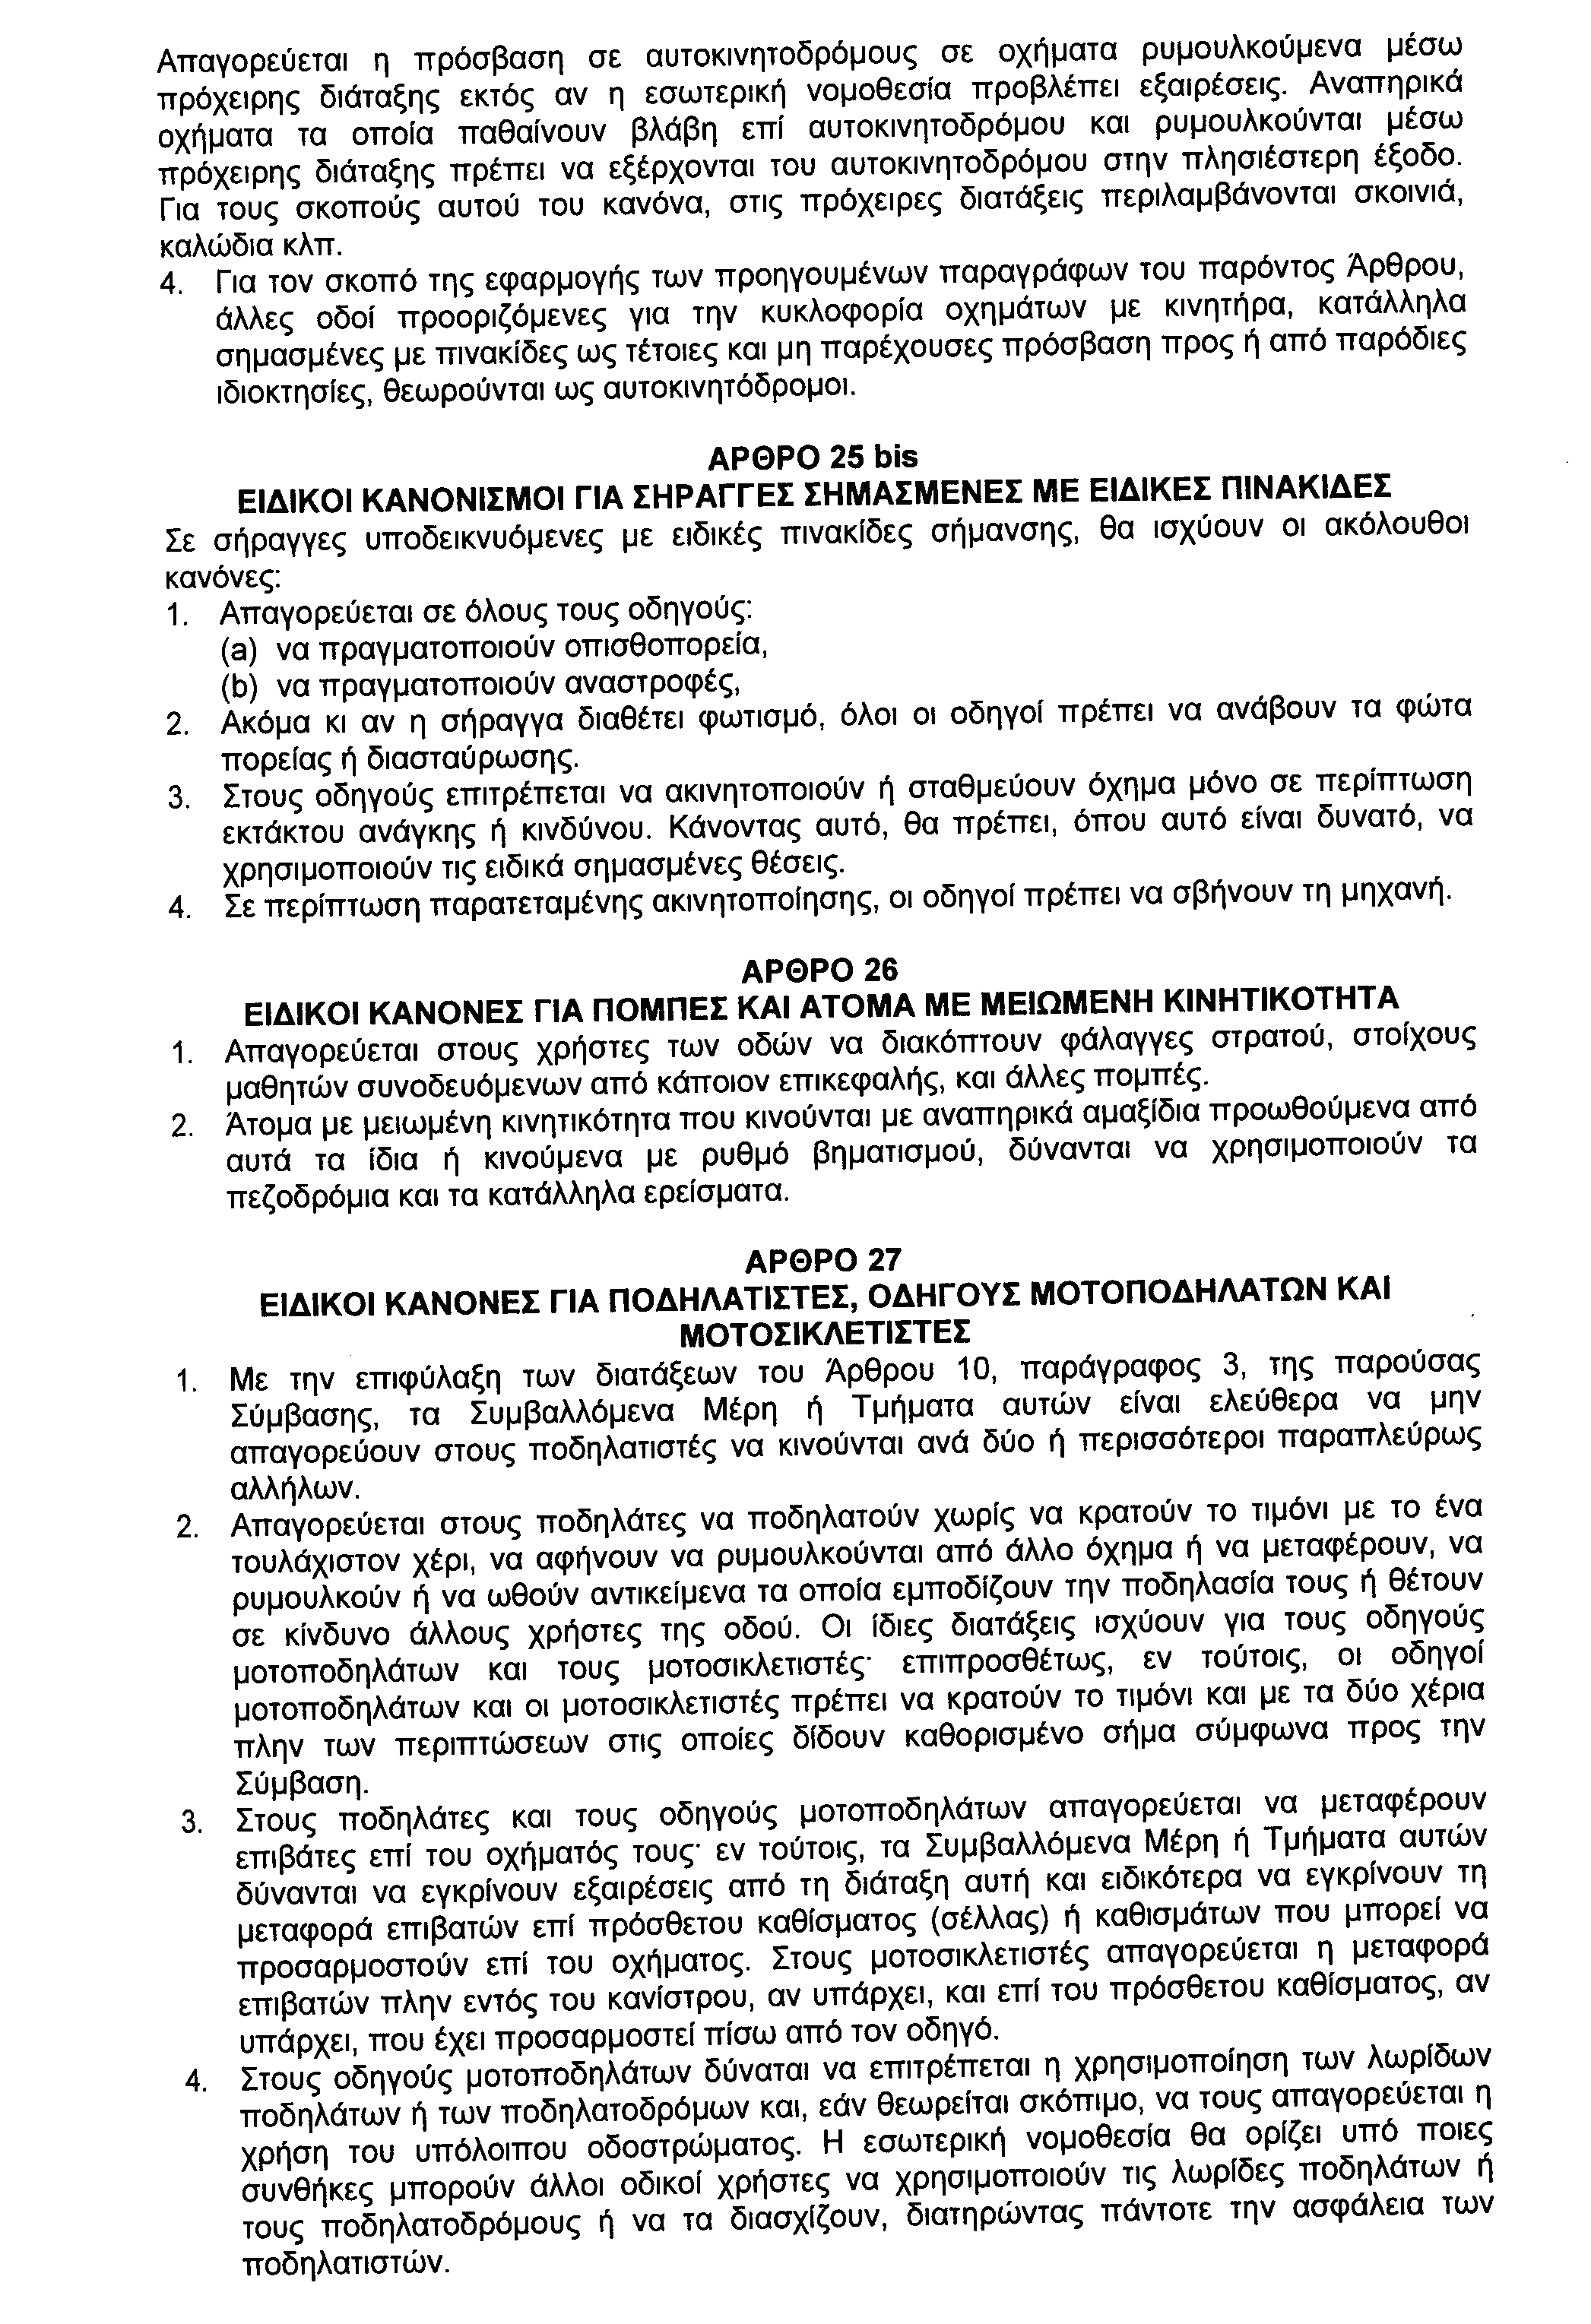 Απαγορεύεται η πρόσβαση σε αυτοκινητοδρόμους σε οχήματα ρυμουλκούμενα μέσω
πρόχειρης διάταξης εκτός αν η εσωτερική νομοθεσία προβλέπει εξαιρέσεις. Αναπηρικά
οχήματα τα οποία παθαίνουν βλάβη επί αυτοκινητοδρόμου και ρυμουλκούνται μέσω
πρόχειρης διάταξης πρέπει να εξέρχονται του αυτοκινητοδρόμου στην πλησιέστερη έξοδο.
Για τους σκοπούς αυτού του κανόνα, στις πρόχειρες διατάξεις περιλαμβάνονται σκοινιά,
καλώδια κλπ.
4. Για τον σκοπό της εφαρμογής των προηγουμένων παραγράφων του παρόντος Άρθρου,
άλλες οδοί προοριζόμενες για την κυκλοφορία οχημάτων με κινητήρα, κατάλληλα
σημασμένες με πινακίδες ως τέτοιες και μη παρέχουσες πρόσβαση προς ή από παρόδιες
ιδιοκτησίες, θεωρούνται ως αυτοκινητόδρομοι.
ΑΡΘΡΟ 25 bis
ΕΙΔΙΚΟΙ ΚΑΝΟΝΙΣΜΟΙ ΓΙΑ ΣΗΡΑΓΓΕΣ ΣΗΜΑΣΜΕΝΕΣ ΜΕ ΕΙΔΙΚΕΣ ΠΙΝΑΚΙΔΕΣ
Σε σήραγγες υποδεικνυόμενες με ειδικές πινακίδες σήμανσης, θα ισχύουν οι ακόλουθοι
κανόνες:
1. Απαγορεύεται σε όλους τους οδηγούς:
(a) να πραγματοποιούν οπισθοπορεία,
(b) να πραγματοποιούν αναστροφές,
2. Ακόμα κι αν η σήραγγα διαθέτει φωτισμό, όλοι οι οδηγοί πρέπει να ανάβουν τα φώτα
πορείας ή διασταύρωσης.
3. Στους οδηγούς επιτρέπεται να ακινητοποιούν ή σταθμεύουν όχημα μόνο σε περίπτωση
εκτάκτου ανάγκης ή κινδύνου. Κάνοντας αυτό, θα πρέπει, όπου αυτό είναι δυνατό, να
χρησιμοποιούν τις ειδικά σημασμένες θέσεις.
4. Σε περίπτωση παρατεταμένης ακινητοποίησης, οι οδηγοί πρέπει να σβήνουν τη μηχανή.
ΑΡΘΡΟ 26
ΕΙΔΙΚΟΙ ΚΑΝΟΝΕΣ ΓΙΑ ΠΟΜΠΕΣ ΚΑΙ ΑΤΟΜΑ ΜΕ ΜΕΙΩΜΕΝΗ ΚΙΝΗΤΙΚΟΤΗΤΑ
1. Απαγορεύεται στους χρήστες των οδών να διακόπτουν φάλαγγες στρατού, στοίχους
μαθητών συνοδευόμενων από κάποιον επικεφαλής, και άλλες πομπές.
2. Άτομα με μειωμένη κινητικότητα που κινούνται με αναπηρικά αμαξίδια προωθούμενα από
αυτά τα ίδια ή κινούμενα με ρυθμό βηματισμού, δύνανται να χρησιμοποιούν τα
πεζοδρόμια και τα κατάλληλα ερείσματα.
ΑΡΘΡΟ 27
ΕΙΔΙΚΟΙ ΚΑΝΟΝΕΣ ΓΙΑ ΠΟΔΗΛΑΤΙΣΤΕΣ, ΟΔΗΓΟΥΣ ΜΟΤΟΠΟΔΗΛΑΤΩΝ ΚΑΙ
ΜΟΤΟΣΙΚΛΕΤΙΣΤΕΣ
1. Με την επιφύλαξη των διατάξεων του Άρθρου 10, παράγραφος 3, της παρούσας
Σύμβασης, τα Συμβαλλόμενα Μέρη ή Τμήματα αυτών είναι ελεύθερα να μην
απαγορεύουν στους ποδηλατιστές να κινούνται ανά δύο ή περισσότεροι παραπλεύρως
αλλήλων.
2. Απαγορεύεται στους ποδηλάτες να ποδηλατούν χωρίς να κρατούν το τιμόνι με το ένα
τουλάχιστον χέρι, να αφήνουν να ρυμουλκούνται από άλλο όχημα ή να μεταφέρουν, να
ρυμουλκούν ή να ωθούν αντικείμενα τα οποία εμποδίζουν την ποδηλασία τους ή θέτουν
σε κίνδυνο άλλους χρήστες της οδού. Οι ίδιες διατάξεις ισχύουν για τους οδηγούς
μοτοποδηλάτων και τους μοτοσικλετιστές· επιπροσθέτως, εν τούτοις, οι οδηγοί
μοτοποδηλάτων και οι μοτοσικλετιστές πρέπει να κρατούν το τιμόνι και με τα δύο χέρια
πλην των περιπτώσεων στις οποίες δίδουν καθορισμένο σήμα σύμφωνα προς την
Σύμβαση.
3. Στους ποδηλάτες και τους οδηγούς μοτοποδηλάτων απαγορεύεται να μεταφέρουν
επιβάτες επί του οχήματός τους· εν τούτοις, τα Συμβαλλόμενα Μέρη ή Τμήματα αυτών
δύνανται να εγκρίνουν εξαιρέσεις από τη διάταξη αυτή και ειδικότερα να εγκρίνουν τη
μεταφορά επιβατών επί πρόσθετου καθίσματος (σέλλας) ή καθισμάτων που μπορεί να
προσαρμοστούν επί του οχήματος. Στους μοτοσικλετιστές απαγορεύεται η μεταφορά
επιβατών πλην εντός του κανίστρου, αν υπάρχει, και επί του πρόσθετου καθίσματος, αν
υπάρχει, που έχει προσαρμοστεί πίσω από τον οδηγό.
4. Στους οδηγούς μοτοποδηλάτων δύναται να επιτρέπεται η χρησιμοποίηση των λωρίδων
ποδηλάτων ή των ποδηλατοδρόμων και, εάν θεωρείται σκόπιμο, να τους απαγορεύεται η
χρήση του υπόλοιπου οδοστρώματος. Η εσωτερική νομοθεσία θα ορίζει υπό ποιες
συνθήκες μπορούν άλλοι οδικοί χρήστες να χρησιμοποιούν τις λωρίδες ποδηλάτων ή
τους ποδηλατοδρόμους ή να τα διασχίζουν, διατηρώντας πάντοτε την ασφάλεια των
ποδηλατιστών.